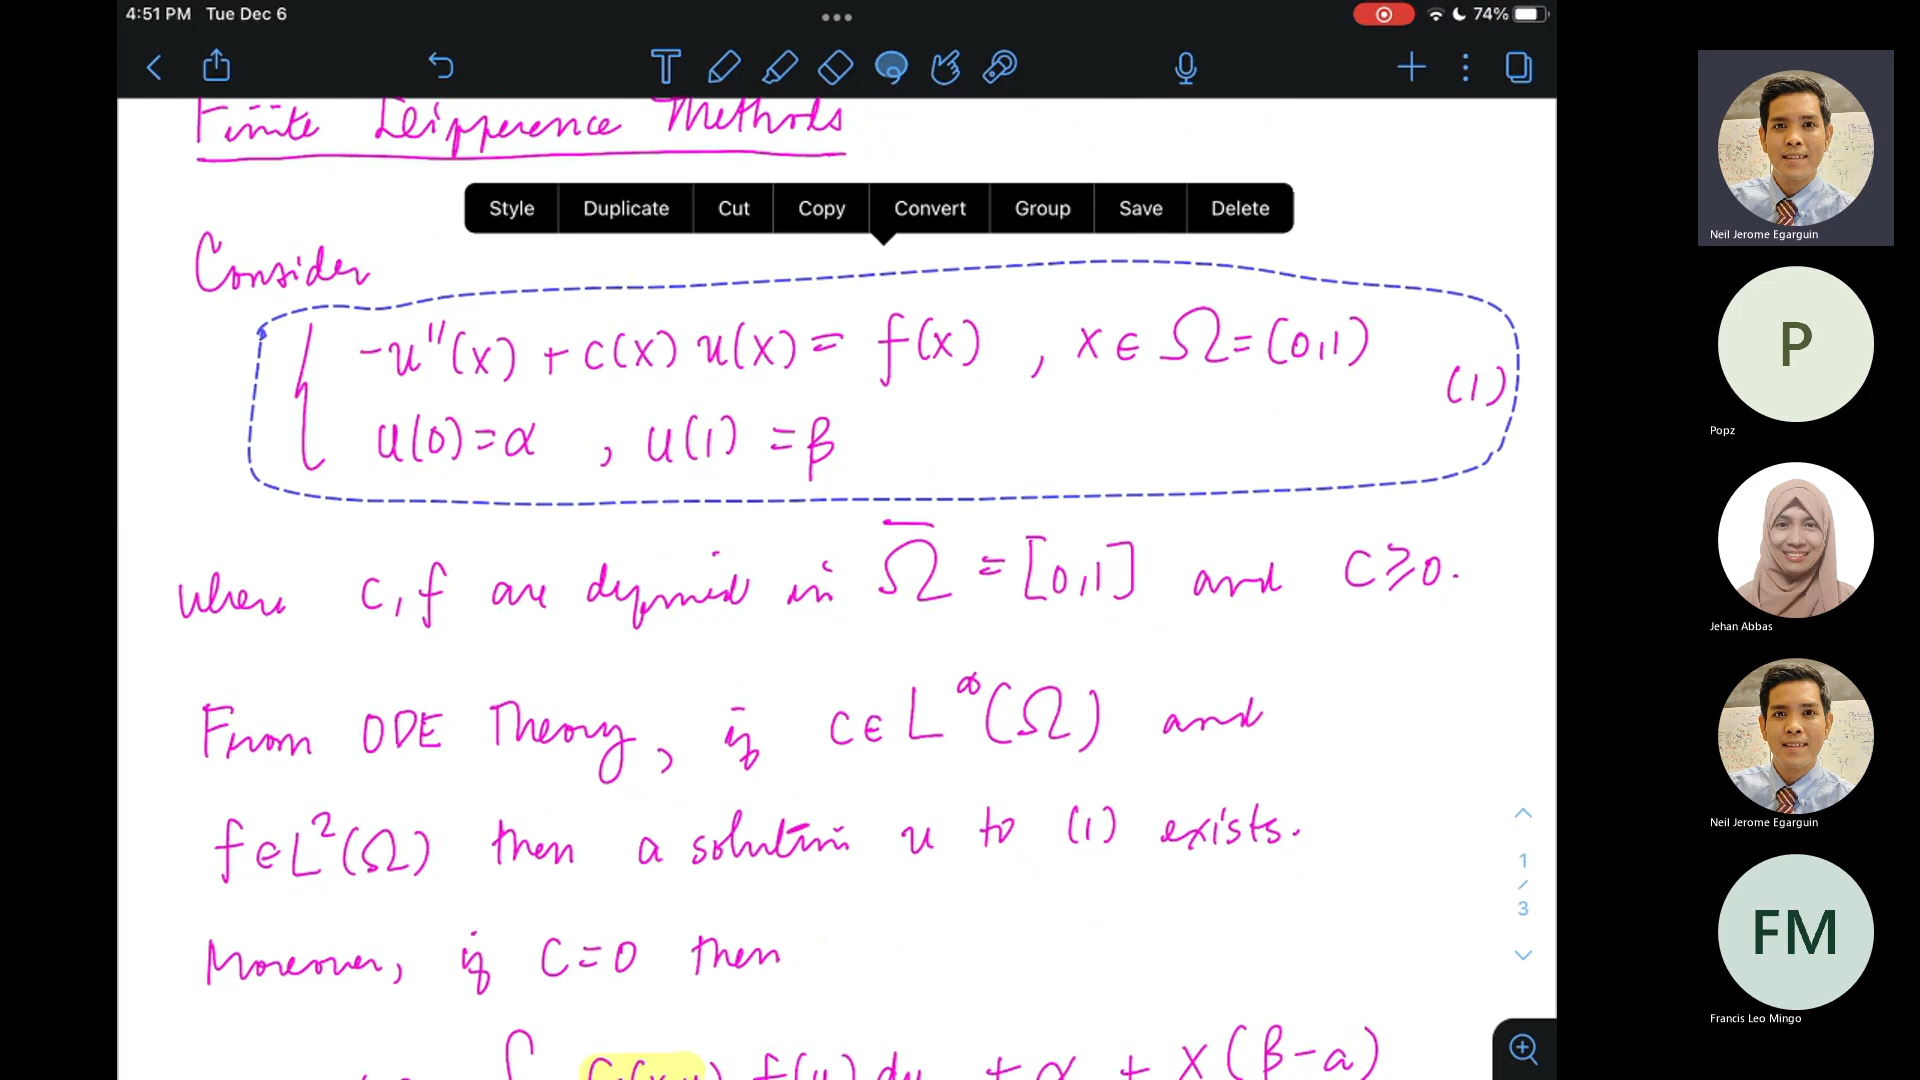 4:51 PM Tue Dec 6
74%
Finite Difference Methods
Style Duplicate Cut Copy Convert Group Save Delete
Consider
-u''(x) + c(x) u(x) = f(x) , x ∈ Ω = (0,1)
(1)
u(0) = α , u(1) = β
where c, f are defined in Ω̅ = [0,1] and c ≥ 0.
From ODE Theory, if c ∈ L^∞(Ω) and
f ∈ L²(Ω) then a solution u to (1) exists.
Moreover, if c = 0 then
f(y) dy + α + x(β-α)
1
/
3
Neil Jerome Egarguin
P
Popz
Jehan Abbas
Neil Jerome Egarguin
FM
Francis Leo Mingo